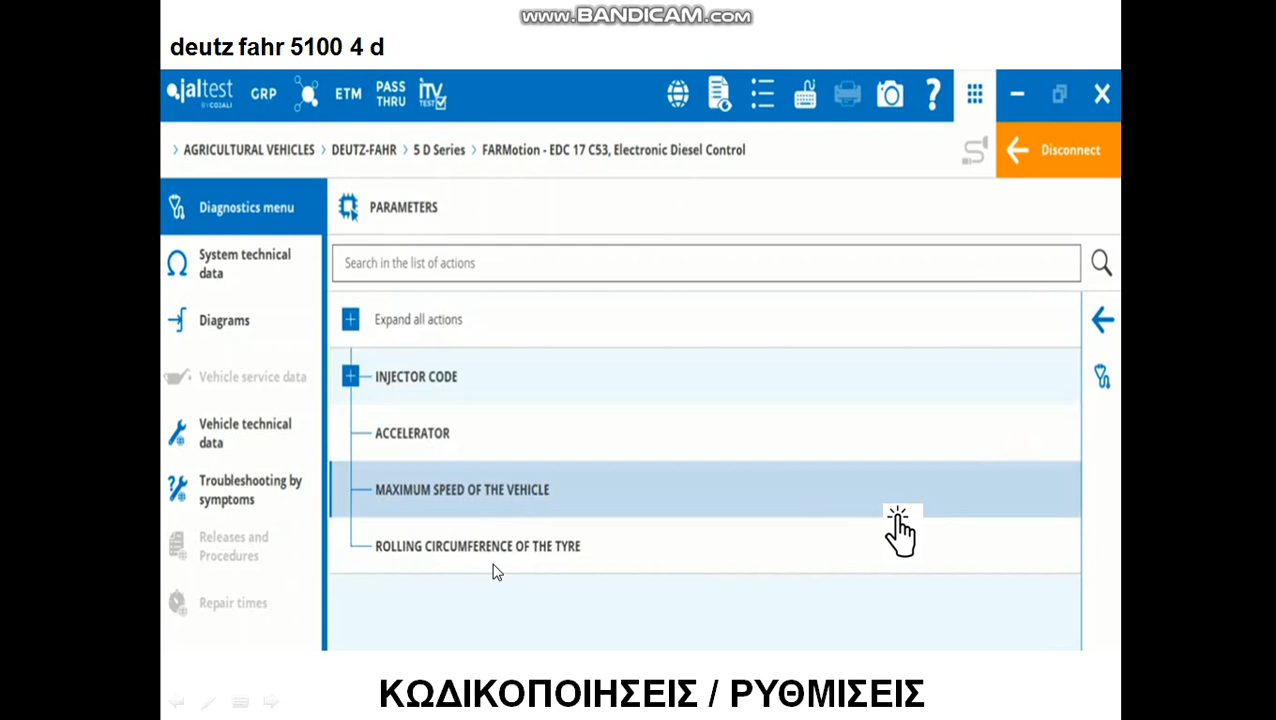 www.BANDICAM.com
deutz fahr 5100 4 d
jaltest
BY COJALI
GRP
ETM
PASS
THRU
iTV
TEST
?
> AGRICULTURAL VEHICLES > DEUTZ-FAHR > 5 D Series > FARMotion - EDC 17 C53, Electronic Diesel Control
Disconnect
Diagnostics menu
PARAMETERS
System technical
data
Search in the list of actions
Diagrams
Expand all actions
Vehicle service data
INJECTOR CODE
Vehicle technical
data
ACCELERATOR
Troubleshooting by
symptoms
MAXIMUM SPEED OF THE VEHICLE
Releases and
Procedures
ROLLING CIRCUMFERENCE OF THE TYRE
Repair times
ΚΩΔΙΚΟΠΟΙΗΣΕΙΣ / ΡΥΘΜΙΣΕΙΣ